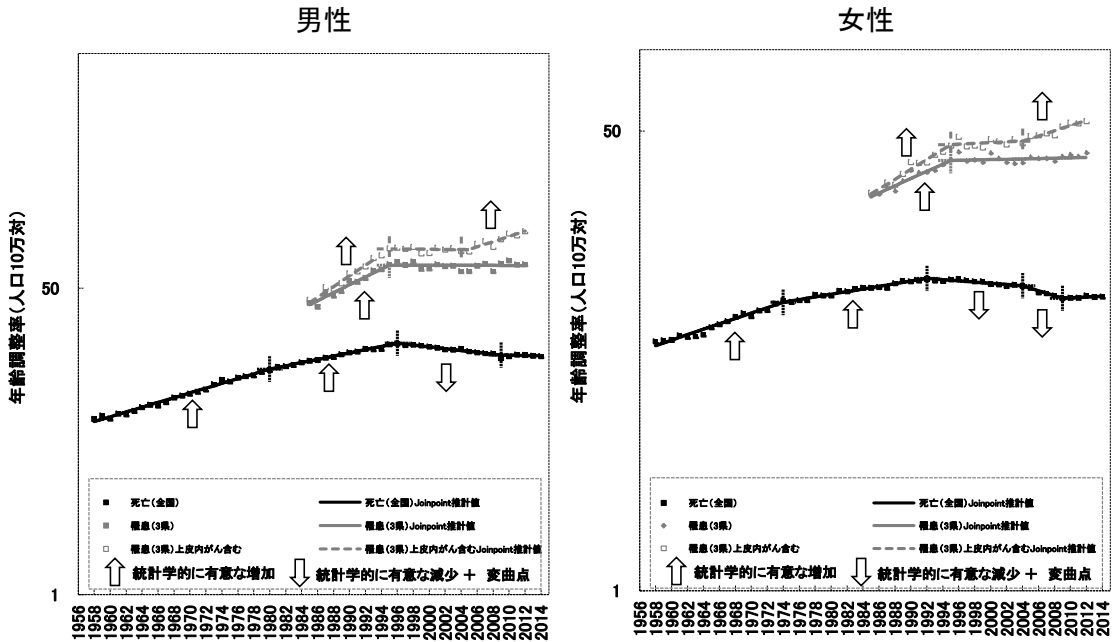 男性
女性
年齢調整率(人口10万対)
50
1
死亡(全国)
死亡(全国)Joinpoint推計値
罹患(3県)
罹患(3県)Joinpoint推計値
罹患(3県)上皮内がん含む
罹患(3県)上皮内がん含むJoinpoint推計値
統計学的に有意な増加
統計学的に有意な減少 + 変曲点
1956 1958 1960 1962 1964 1966 1968 1970 1972 1974 1976 1978 1980 1982 1984 1986 1988 1990 1992 1994 1996 1998 2000 2002 2004 2006 2008 2010 2012 2014
年齢調整率(人口10万対)
50
1
死亡(全国)
死亡(全国)Joinpoint推計値
罹患(3県)
罹患(3県)Joinpoint推計値
罹患(3県)上皮内がん含む
罹患(3県)上皮内がん含むJoinpoint推計値
統計学的に有意な増加
統計学的に有意な減少 + 変曲点
1956 1958 1960 1962 1964 1966 1968 1970 1972 1974 1976 1978 1980 1982 1984 1986 1988 1990 1992 1994 1996 1998 2000 2002 2004 2006 2008 2010 2012 2014